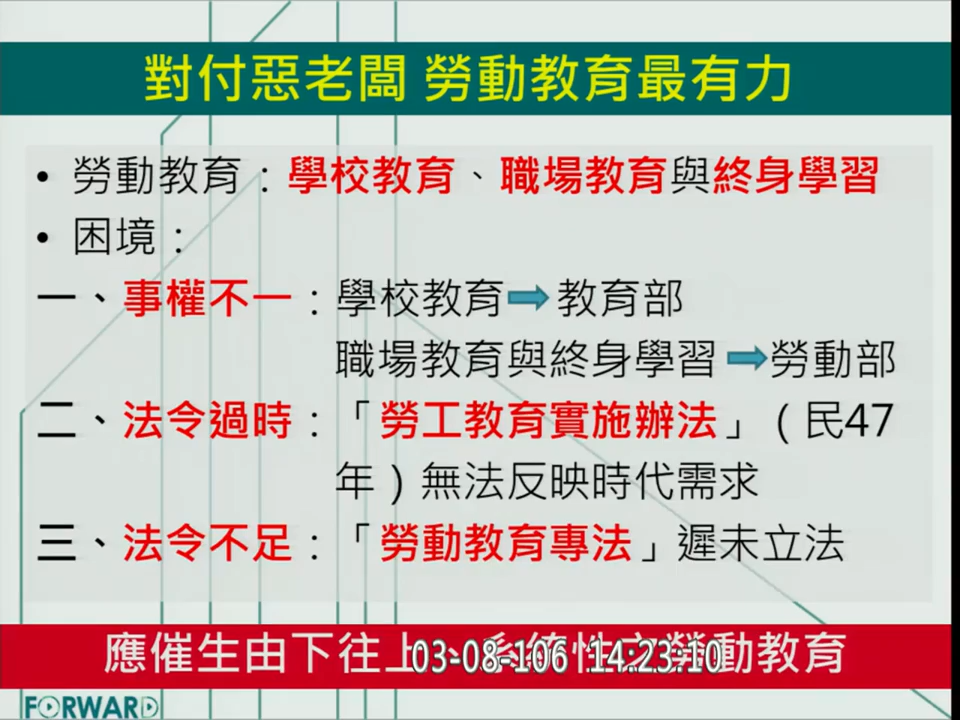 對付惡老闆 勞動教育最有力
• 勞動教育：學校教育、職場教育與終身學習
• 困境：
一、事權不一：學校教育➡教育部
職場教育與終身學習➡勞動部
二、法令過時：「勞工教育實施辦法」（民47
年）無法反映時代需求
三、法令不足：「勞動教育專法」遲未立法
應催生由下往上、系統性之勞動教育
03-08-106 14:23:10
FORWARD